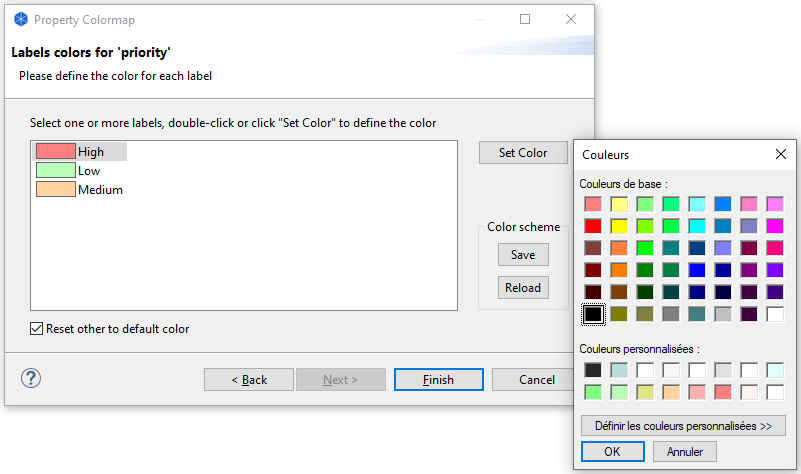 Property Colormap
Labels colors for 'priority'
Please define the color for each label
Select one or more labels, double-click or click "Set Color" to define the color
High
Low
Medium
Set Color
Color scheme
Save
Reload
Reset other to default color
?
< Back
Next >
Finish
Cancel
Couleurs
Couleurs de base :
Couleurs personnalisées :
Définir les couleurs personnalisées >>
OK
Annuler